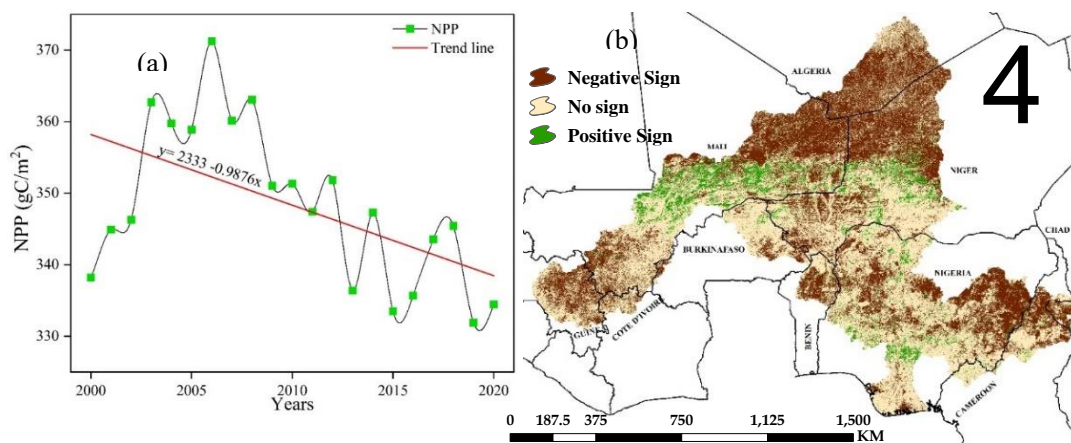 (a)
NPP
Trend line
NPP (gC/m²)
370
360
350
340
330
y= 2333 -0.9876x
2000
2005
2010
2015
2020
Years
(b)
4
Negative Sign
No sign
Positive Sign
ALGERIA
MALI
NIGER
CHAD
BURKINAFASO
NIGERIA
GUINEA
COTE D'IVOIRE
BENIN
CAMEROON
0 187.5 375 750 1,125 1,500
KM